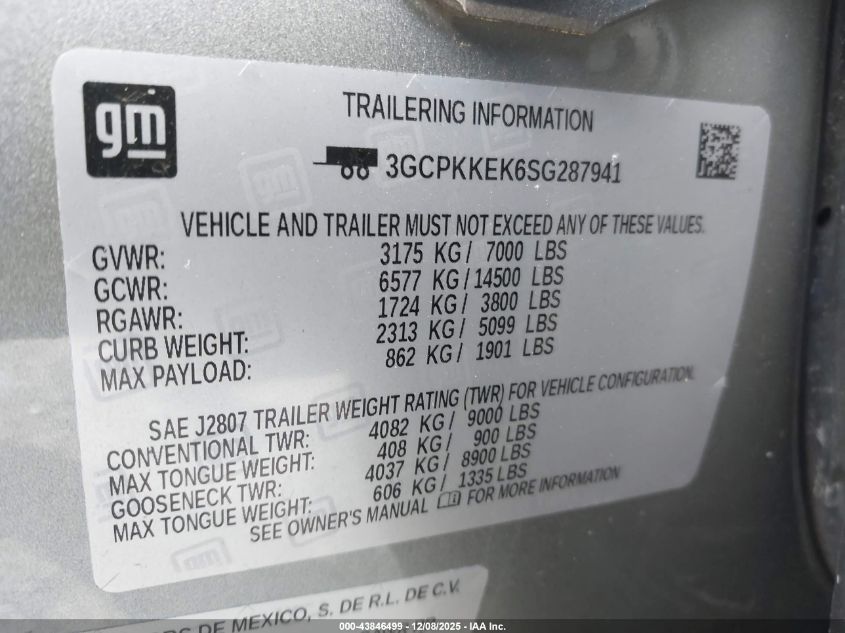 gm
TRAILERING INFORMATION
3GCPKKEK6SG287941
VEHICLE AND TRAILER MUST NOT EXCEED ANY OF THESE VALUES.
GVWR: 3175 KG/ 7000 LBS
GCWR: 6577 KG/14500 LBS
RGAWR: 1724 KG/ 3800 LBS
CURB WEIGHT: 2313 KG/ 5099 LBS
MAX PAYLOAD: 862 KG/ 1901 LBS
SAE J2807 TRAILER WEIGHT RATING (TWR) FOR VEHICLE CONFIGURATION.
CONVENTIONAL TWR: 4082 KG/ 9000 LBS
MAX TONGUE WEIGHT: 408 KG/ 900 LBS
GOOSENECK TWR: 4037 KG/ 8900 LBS
MAX TONGUE WEIGHT: 606 KG/ 1335 LBS
SEE OWNER'S MANUAL FOR MORE INFORMATION
DE MEXICO, S. DE R.L. DE C.V.
000-43846499 - 12/08/2025 - IAA Inc.